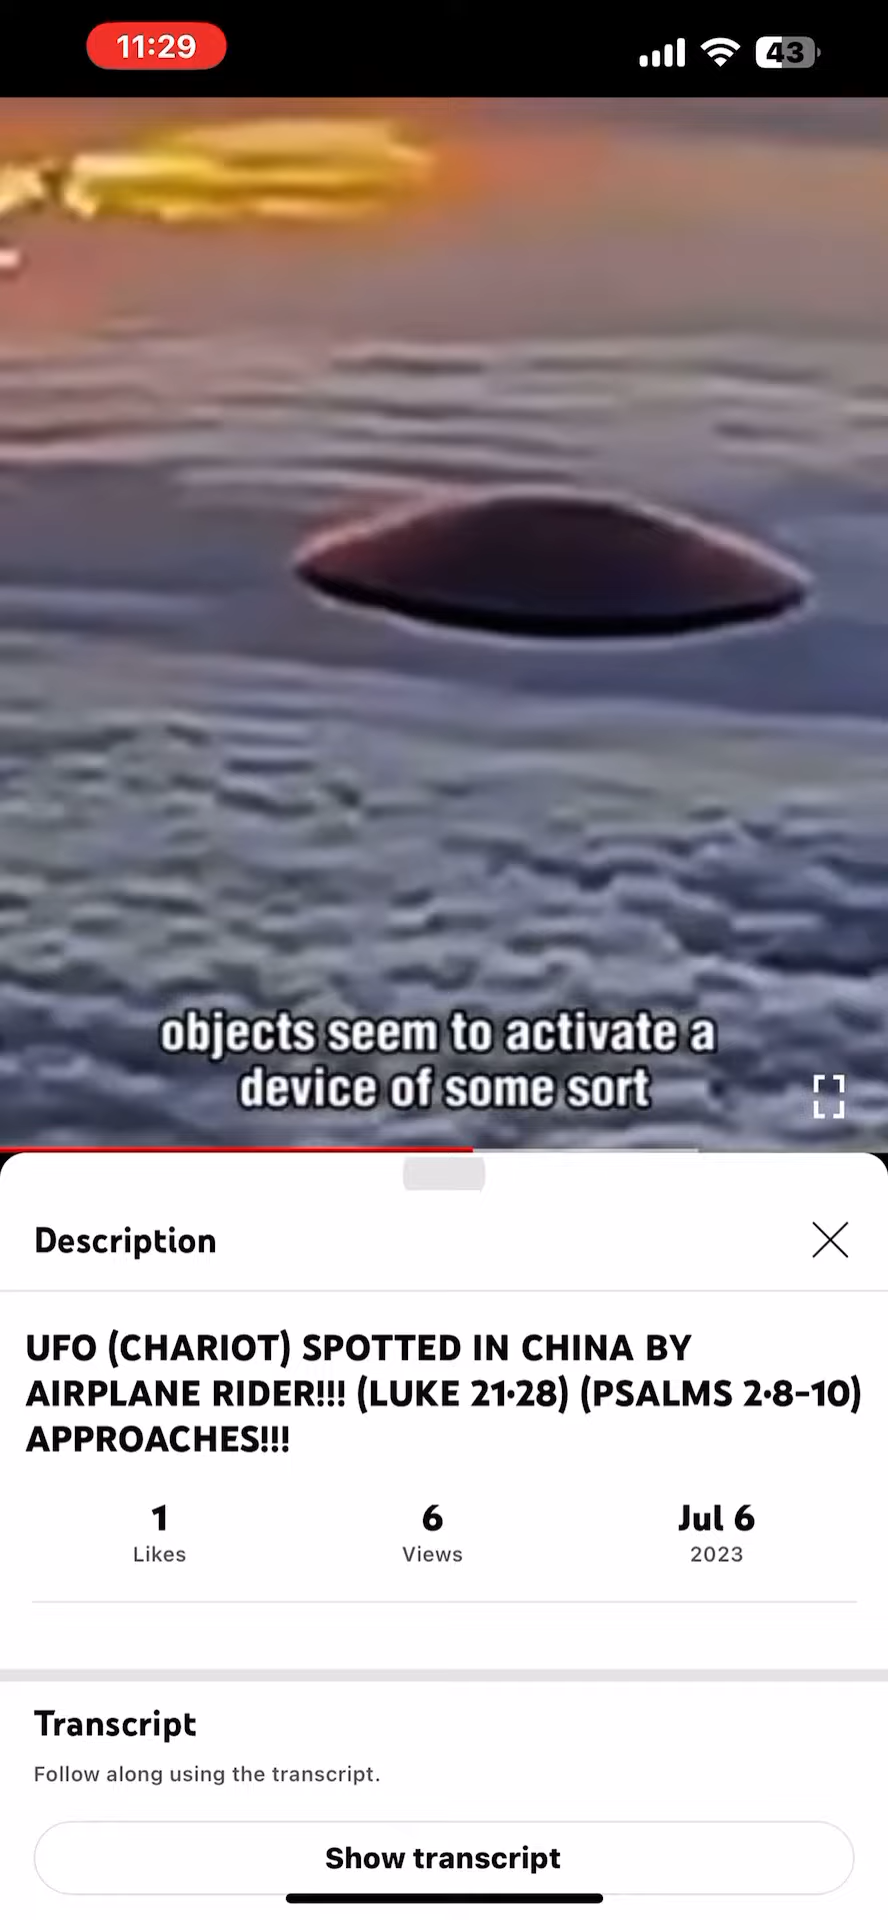 11:29
43
objects seem to activate a
device of some sort
Description
UFO (CHARIOT) SPOTTED IN CHINA BY
AIRPLANE RIDER!!! (LUKE 21•28) (PSALMS 2•8-10)
APPROACHES!!!
1 6 Jul 6
Likes Views 2023
Transcript
Follow along using the transcript.
Show transcript